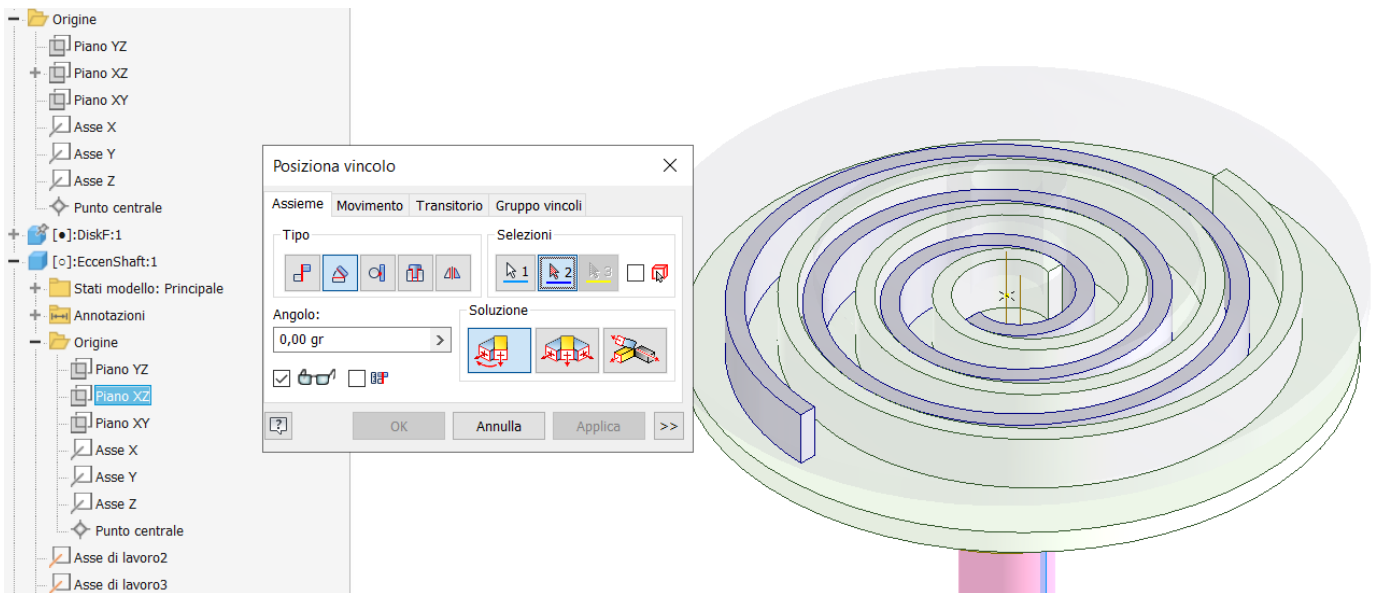 Origine
Piano YZ
Piano XZ
Piano XY
Asse X
Asse Y
Asse Z
Punto centrale
[●]:DiskF:1
[○]:EccenShaft:1
Stati modello: Principale
Annotazioni
Origine
Piano YZ
Piano XZ
Piano XY
Asse X
Asse Y
Asse Z
Punto centrale
Asse di lavoro2
Asse di lavoro3
Posiziona vincolo
Assieme Movimento Transitorio Gruppo vincoli
Tipo
Selezioni
1 2 3
Angolo:
0,00 gr
>
Soluzione
?
OK Annulla Applica >>